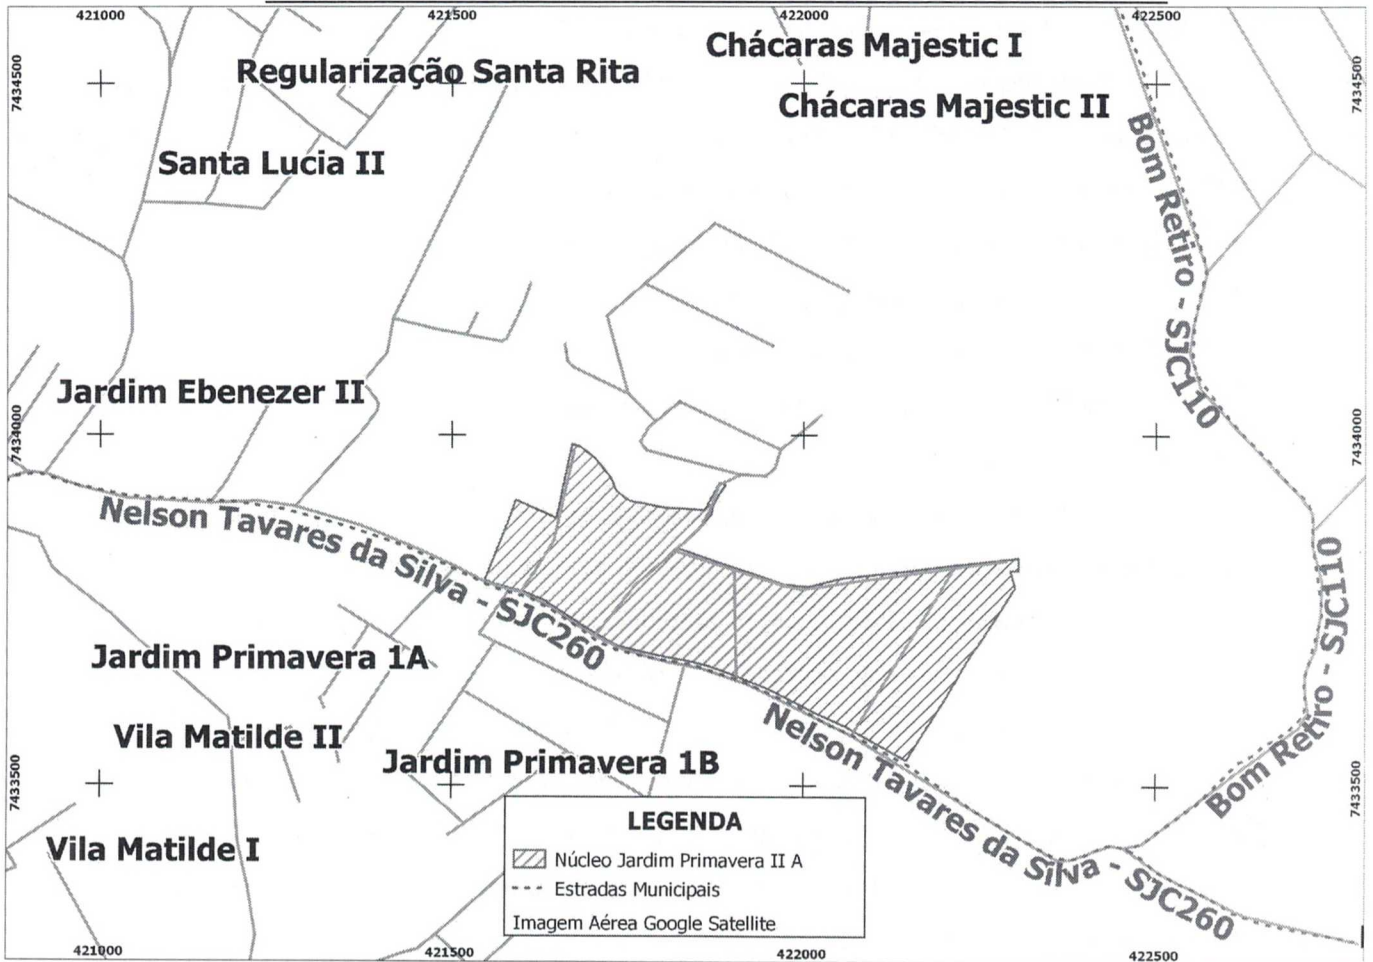 421000 421500 422000 422500
7434500
Regularização Santa Rita
Chácaras Majestic I
7434500
Chácaras Majestic II
Santa Lucia II
Bom Retiro - SJC110
Jardim Ebenezer II
7434000
7434000
Nelson Tavares da Silva - SJC260
Bom Retiro - SJC110
Jardim Primavera 1A
Vila Matilde II
Jardim Primavera 1B
Nelson Tavares da Silva - SJC260
7433500
7433500
Vila Matilde I
LEGENDA
Núcleo Jardim Primavera II A
Estradas Municipais
Imagem Aérea Google Satellite
421000 421500 422000 422500